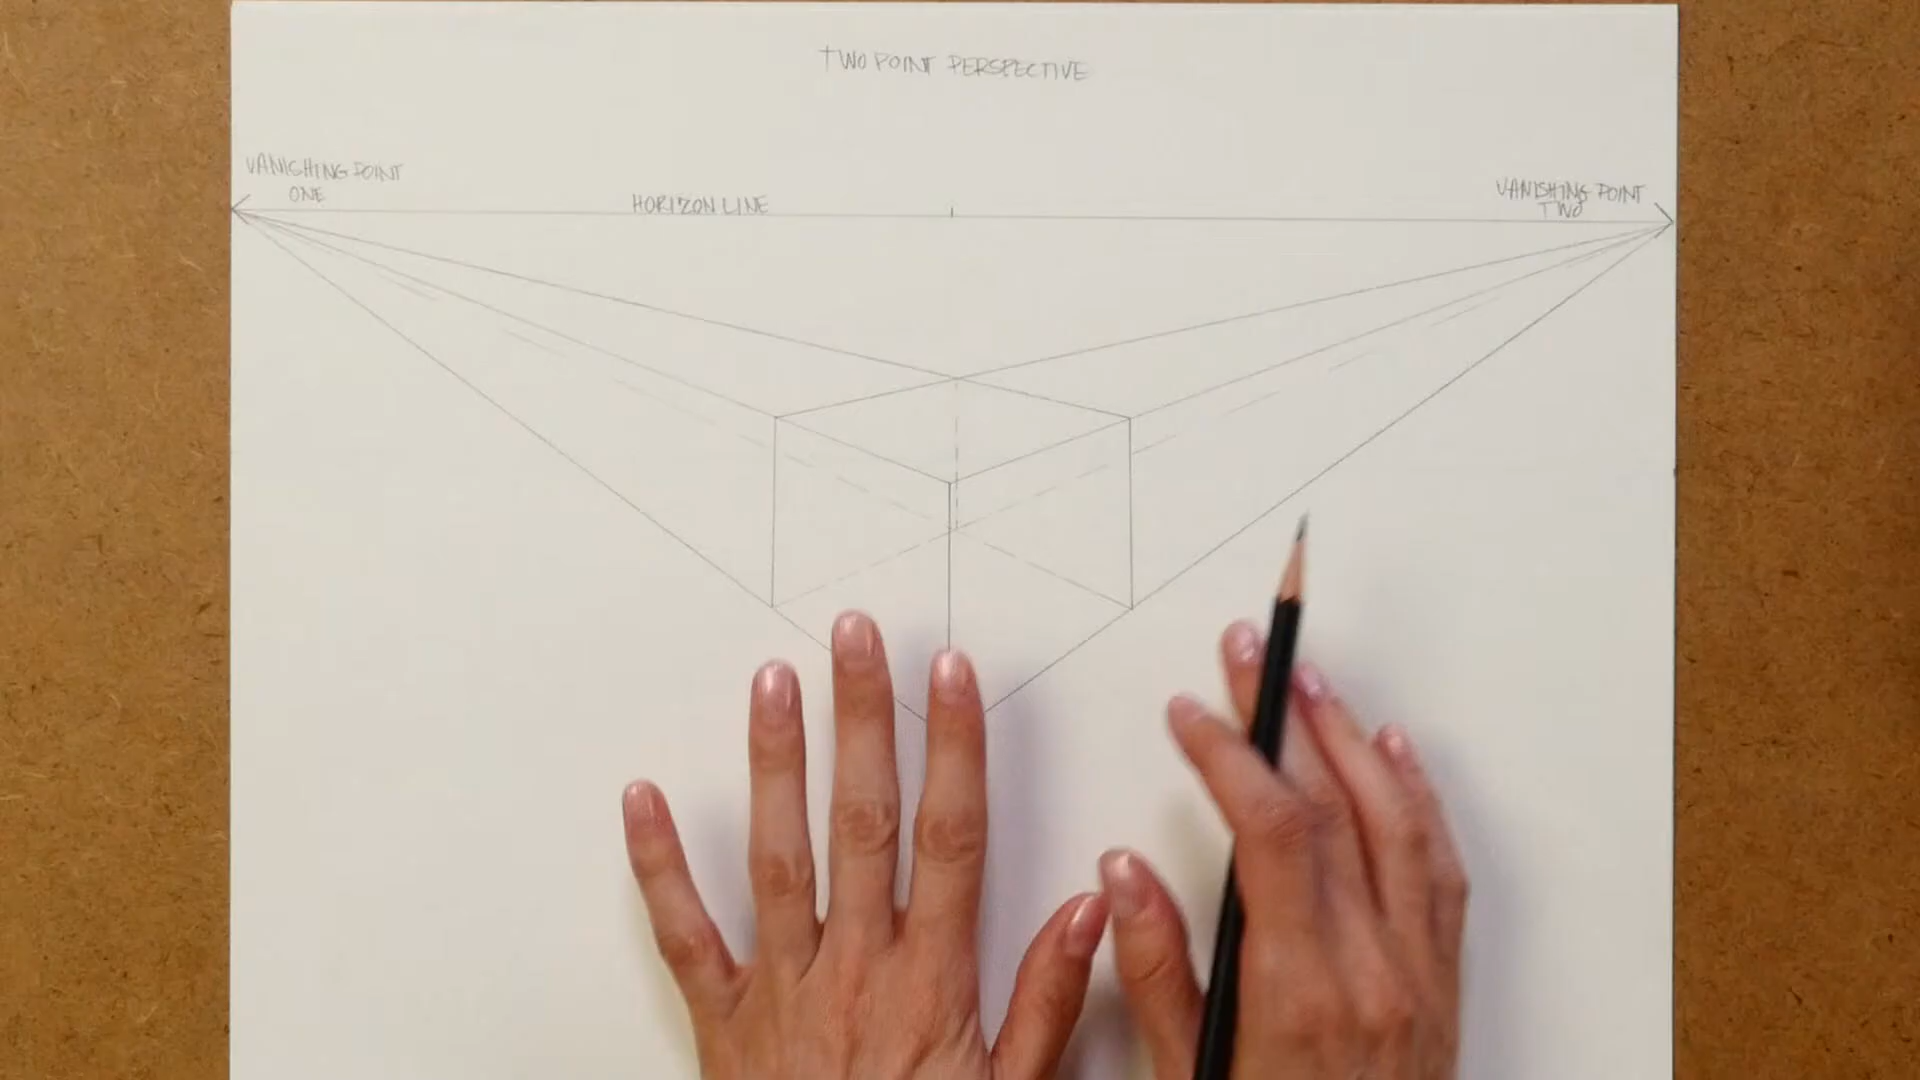 TWO POINT PERSPECTIVE
VANISHING POINT
ONE
HORIZON LINE
VANISHING POINT
TWO